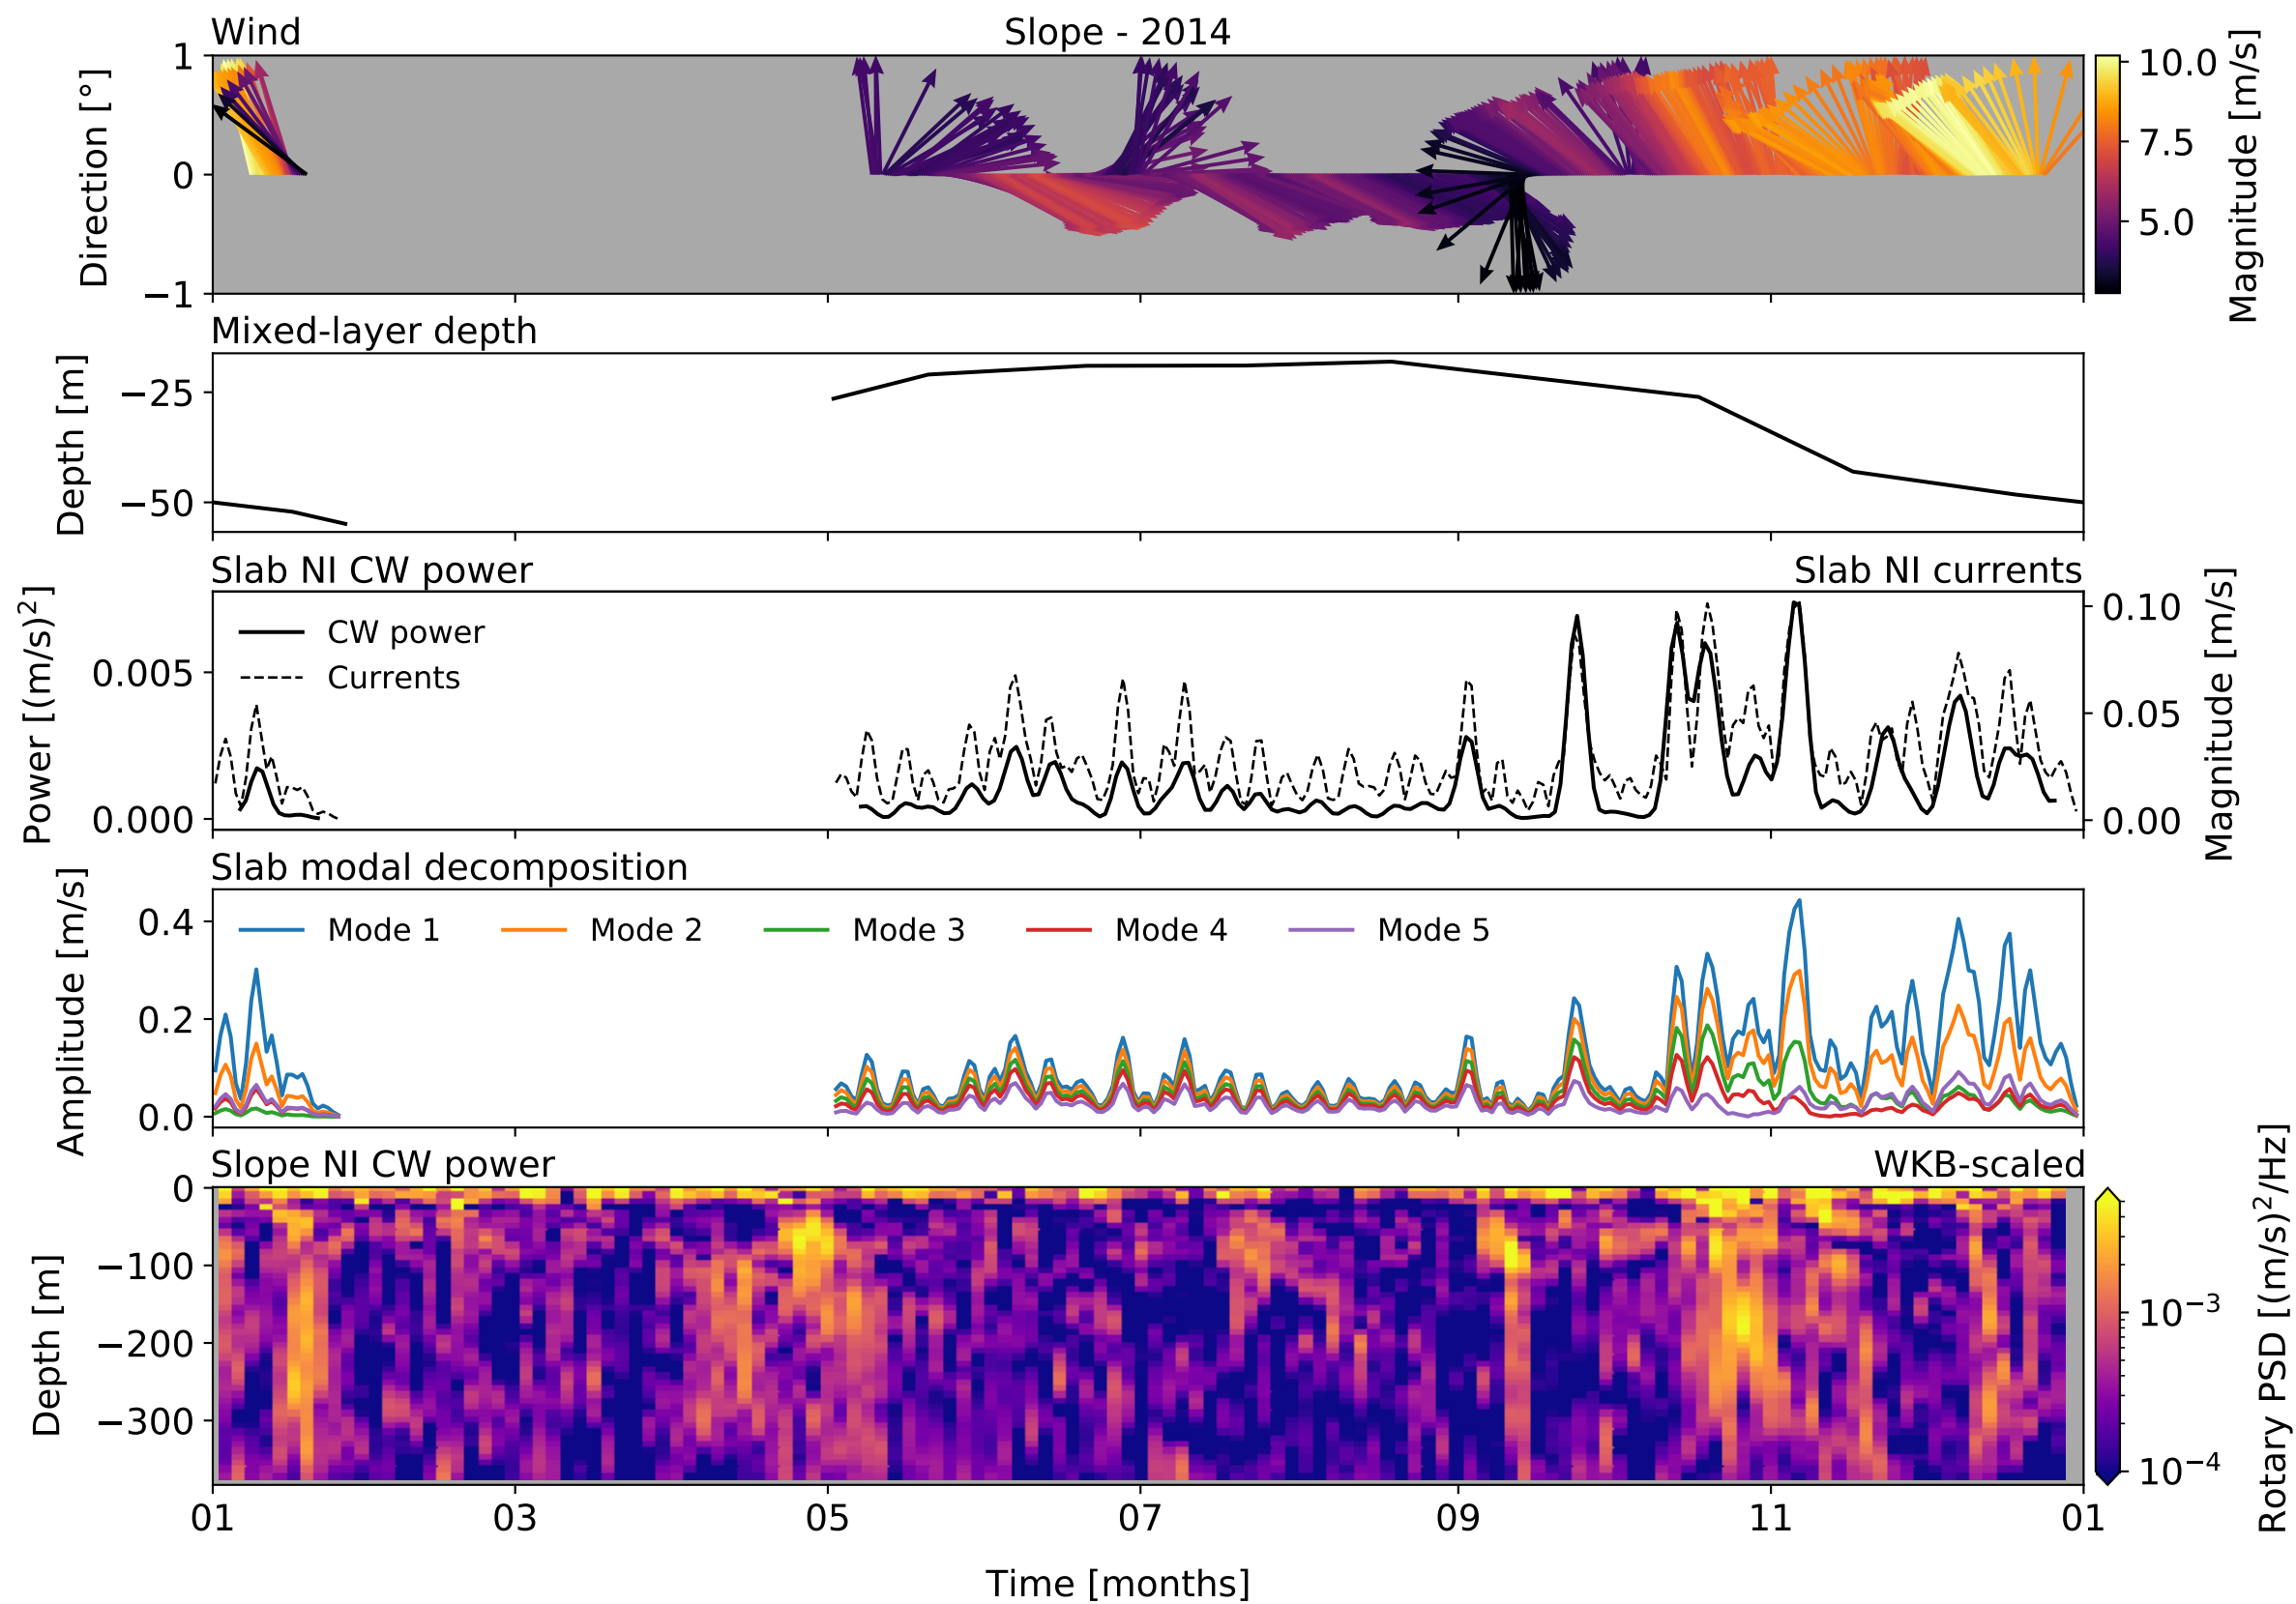 Wind
Slope - 2014
1
0
−1
Direction [°]
10.0
7.5
5.0
Magnitude [m/s]
Mixed-layer depth
−25
−50
Depth [m]
Slab NI CW power
Slab NI currents
CW power
Currents
0.005
0.000
Power [(m/s)²]
0.10
0.05
0.00
Magnitude [m/s]
Slab modal decomposition
Mode 1
Mode 2
Mode 3
Mode 4
Mode 5
0.4
0.2
0.0
Amplitude [m/s]
Slope NI CW power
WKB-scaled
0
−100
−200
−300
Depth [m]
10⁻³
10⁻⁴
Rotary PSD [(m/s)²/Hz]
01
03
05
07
09
11
01
Time [months]